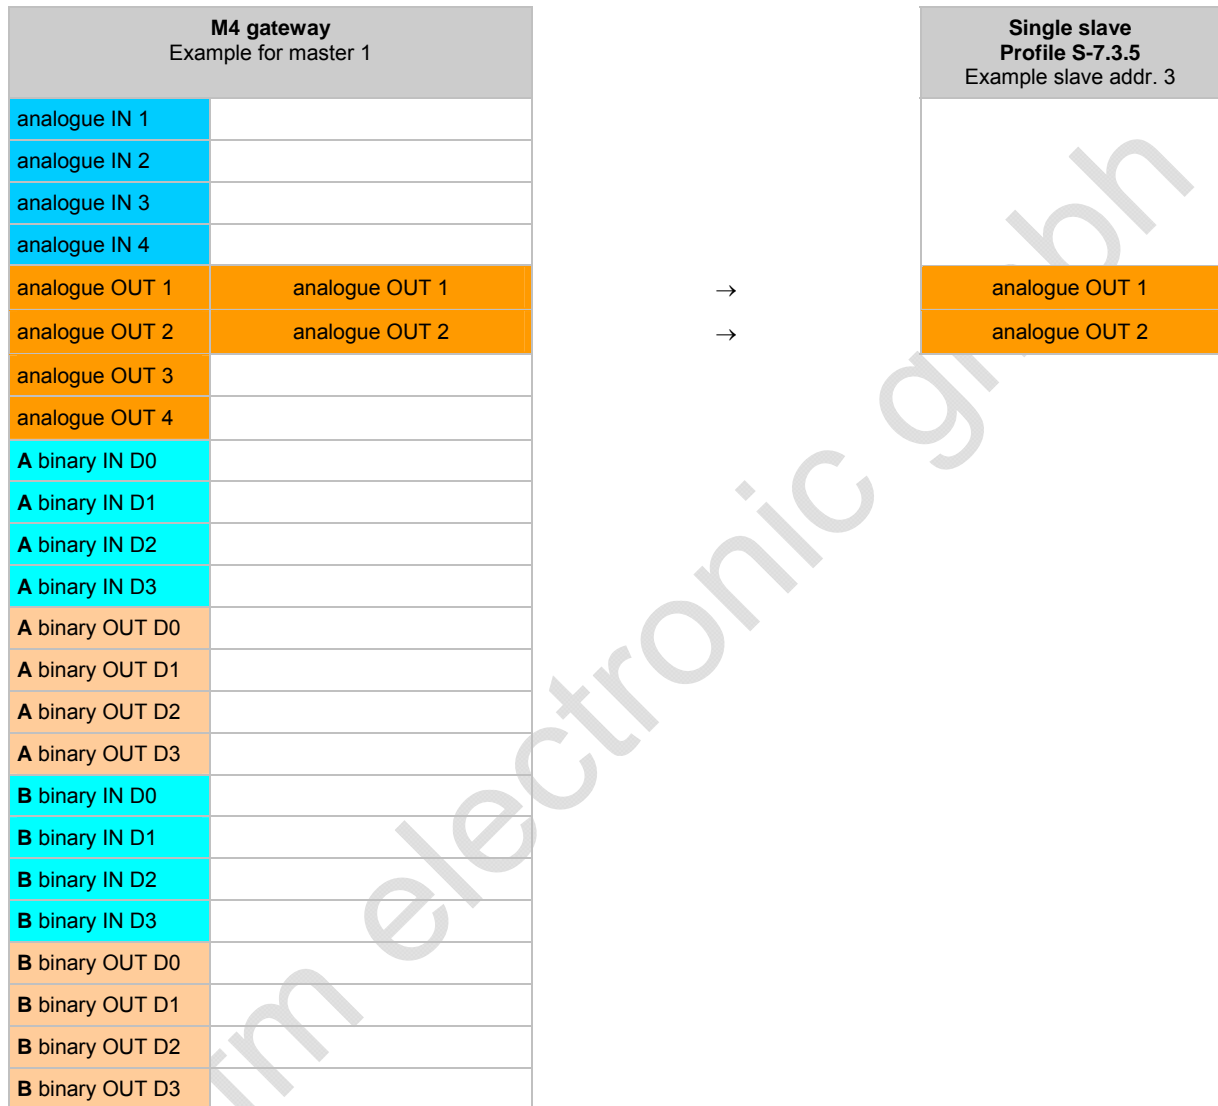 M4 gateway
Example for master 1
Single slave
Profile S-7.3.5
Example slave addr. 3
analogue IN 1
analogue IN 2
analogue IN 3
analogue IN 4
analogue OUT 1 analogue OUT 1 → analogue OUT 1
analogue OUT 2 analogue OUT 2 → analogue OUT 2
analogue OUT 3
analogue OUT 4
A binary IN D0
A binary IN D1
A binary IN D2
A binary IN D3
A binary OUT D0
A binary OUT D1
A binary OUT D2
A binary OUT D3
B binary IN D0
B binary IN D1
B binary IN D2
B binary IN D3
B binary OUT D0
B binary OUT D1
B binary OUT D2
B binary OUT D3
electronic